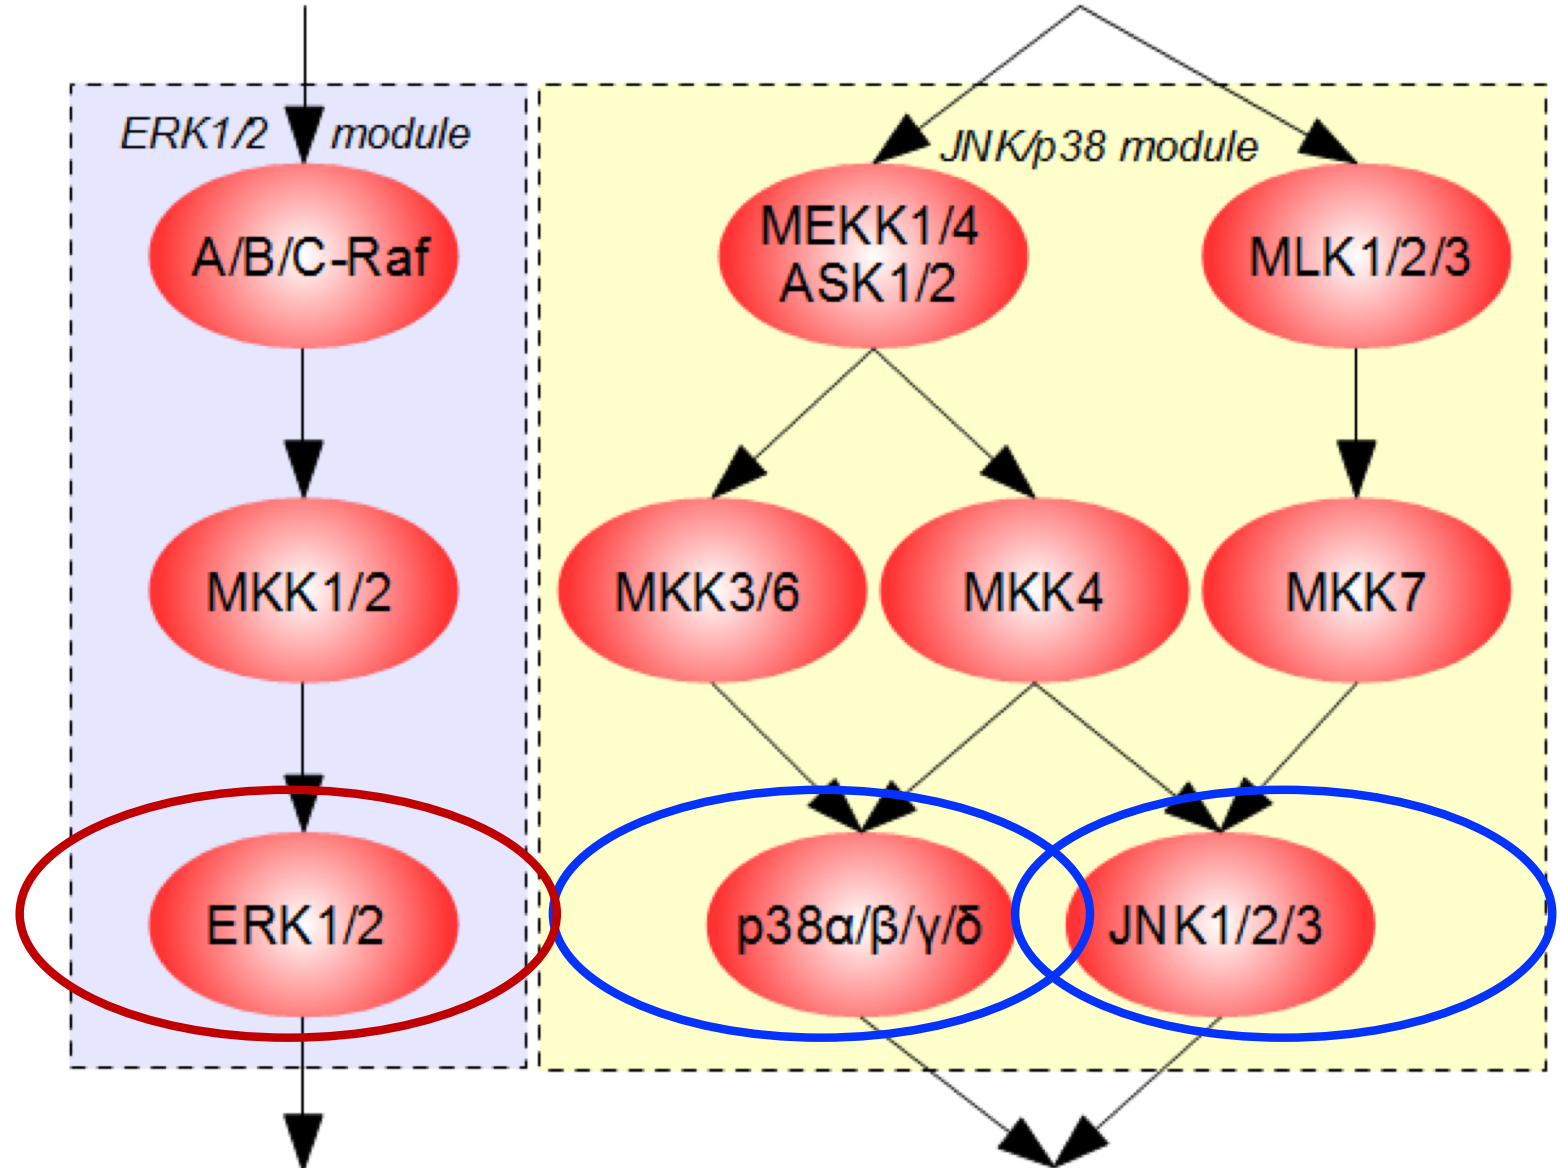 ERK1/2 module
JNK/p38 module
A/B/C-Raf
MEKK1/4
ASK1/2
MLK1/2/3
MKK1/2
MKK3/6
MKK4
MKK7
ERK1/2
p38α/β/γ/δ
JNK1/2/3